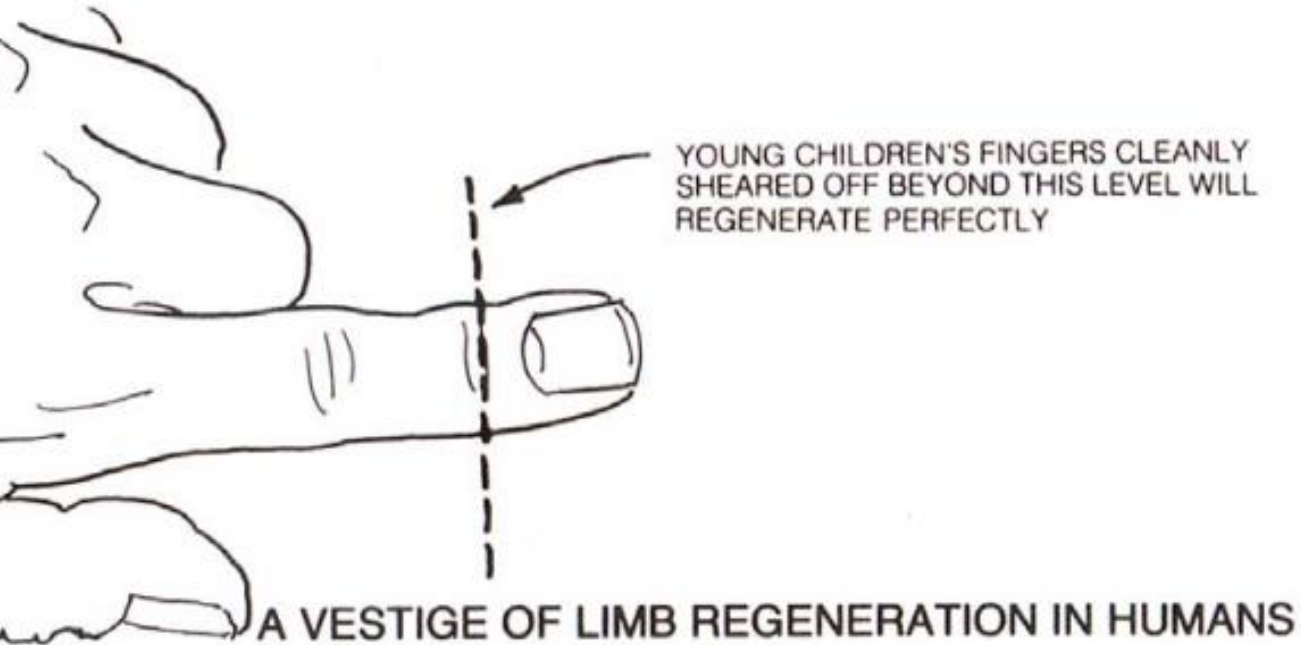 YOUNG CHILDREN'S FINGERS CLEANLY
SHEARED OFF BEYOND THIS LEVEL WILL
REGENERATE PERFECTLY
A VESTIGE OF LIMB REGENERATION IN HUMANS